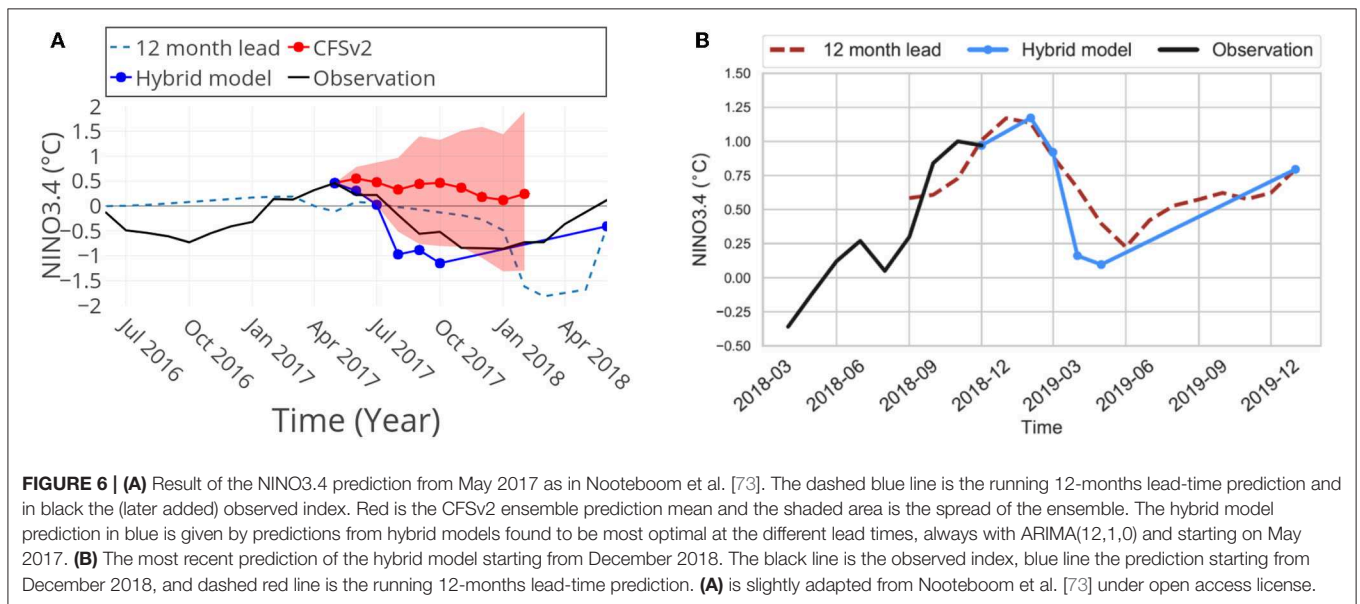 A
12 month lead
CFSv2
Hybrid model
Observation
2
1.5
1
0.5
0
−0.5
−1
−1.5
−2
NINO3.4 (°C)
Jul 2016
Oct 2016
Jan 2017
Apr 2017
Jul 2017
Oct 2017
Jan 2018
Apr 2018
Time (Year)
B
12 month lead
Hybrid model
Observation
1.50
1.25
1.00
0.75
0.50
0.25
0.00
−0.25
−0.50
NINO3.4 (°C)
2018-03
2018-06
2018-09
2018-12
2019-03
2019-06
2019-09
2019-12
Time
FIGURE 6 | (A) Result of the NINO3.4 prediction from May 2017 as in Nooteboom et al. [73]. The dashed blue line is the running 12-months lead-time prediction and
in black the (later added) observed index. Red is the CFSv2 ensemble prediction mean and the shaded area is the spread of the ensemble. The hybrid model
prediction in blue is given by predictions from hybrid models found to be most optimal at the different lead times, always with ARIMA(12,1,0) and starting on May
2017. (B) The most recent prediction of the hybrid model starting from December 2018. The black line is the observed index, blue line the prediction starting from
December 2018, and dashed red line is the running 12-months lead-time prediction. (A) is slightly adapted from Nooteboom et al. [73] under open access license.